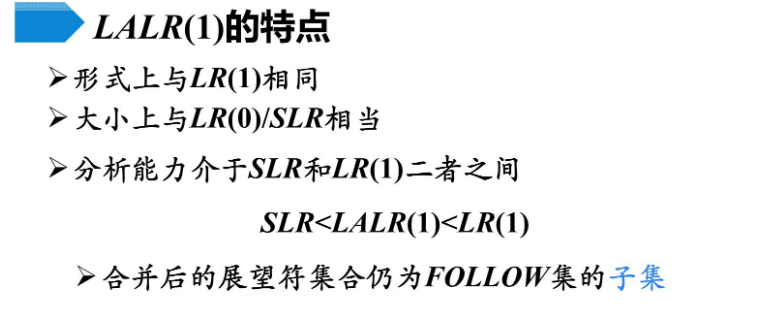 LALR(1)的特点
➢形式上与LR(1)相同
➢大小上与LR(0)/SLR相当
➢分析能力介于SLR和LR(1)二者之间
SLR<LALR(1)<LR(1)
➢合并后的展望符集合仍为FOLLOW集的子集